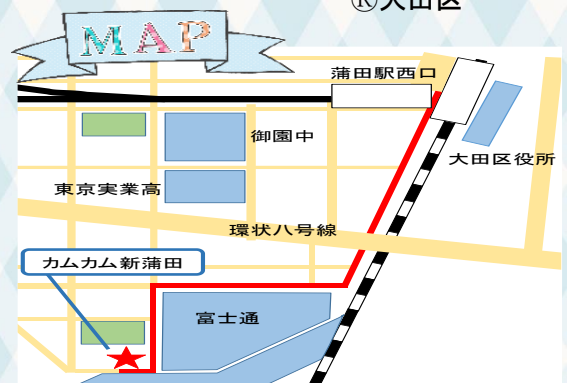 Ⓡ大田区
MAP
蒲田駅西口
御園中
大田区役所
東京実業高
環状八号線
カムカム新蒲田
富士通